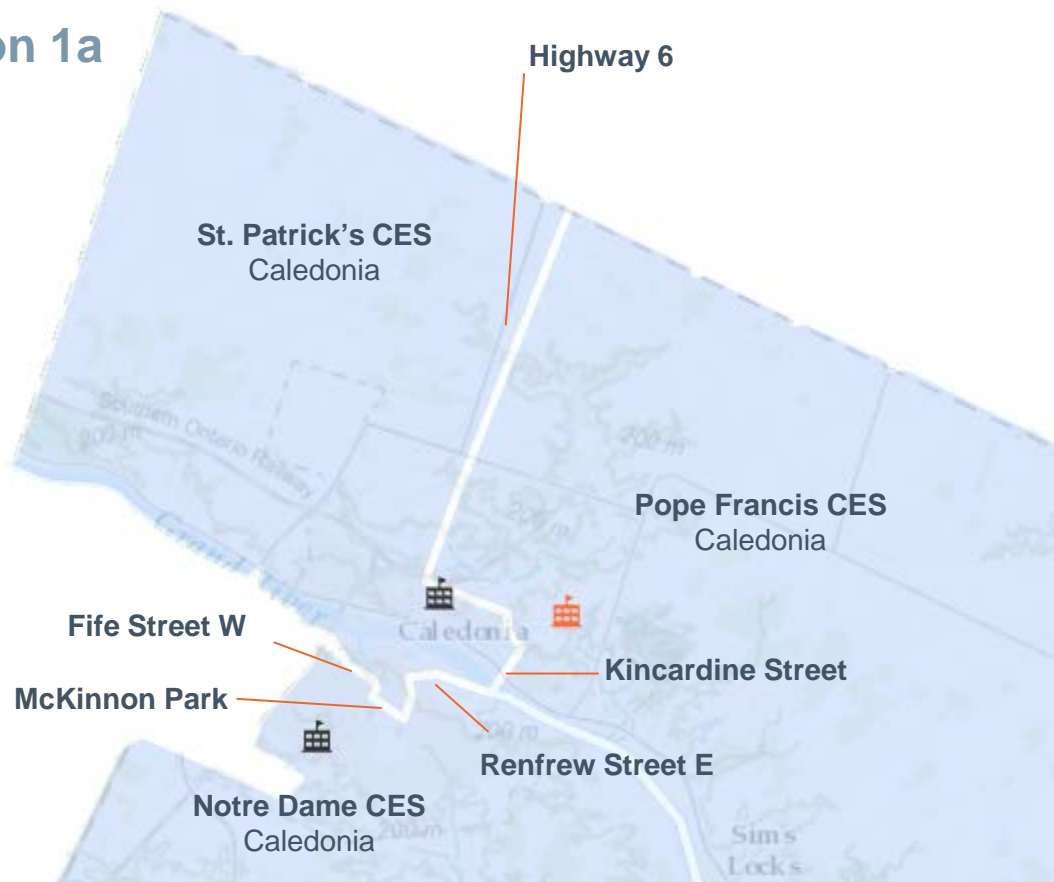 on 1a
Highway 6
St. Patrick's CES
Caledonia
Southern Ontario Railway
200 m
200 m
Pope Francis CES
Caledonia
200 m
Grand River
Fife Street W
Caledonia
Kincardine Street
McKinnon Park
200 m
Renfrew Street E
Notre Dame CES
Caledonia
200 m
Sim's
Locks